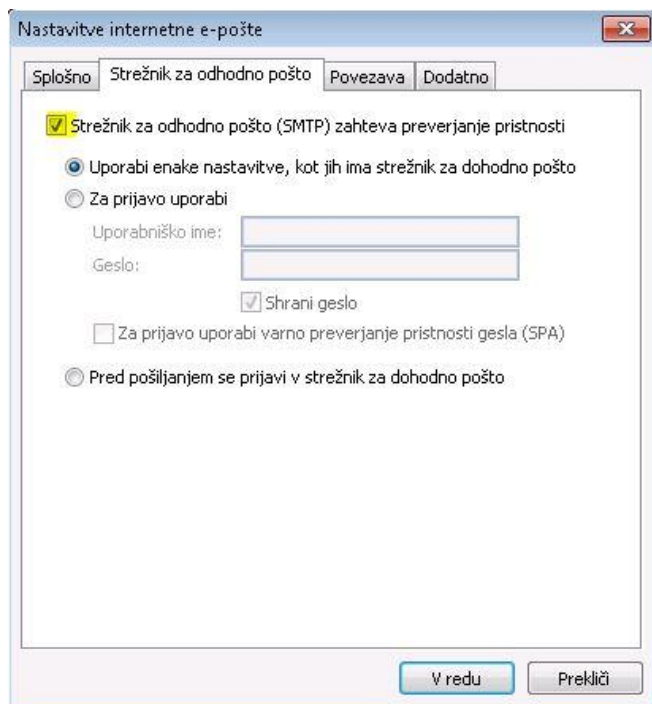 Nastavitve internetne e-pošte
Splošno Strežnik za odhodno pošto Povezava Dodatno
Strežnik za odhodno pošto (SMTP) zahteva preverjanje pristnosti
Uporabi enake nastavitve, kot jih ima strežnik za dohodno pošto
Za prijavo uporabi
Uporabniško ime:
Geslo:
Shrani geslo
Za prijavo uporabi varno preverjanje pristnosti gesla (SPA)
Pred pošiljanjem se prijavi v strežnik za dohodno pošto
V redu Prekliči